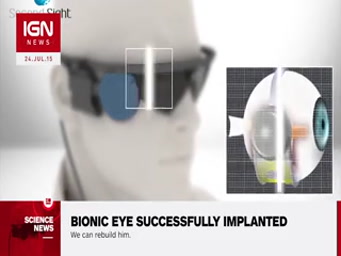 Second Sight
IGN
NEWS
24.JUL.15
SCIENCE
NEWS
BIONIC EYE SUCCESSFULLY IMPLANTED
We can rebuild him.